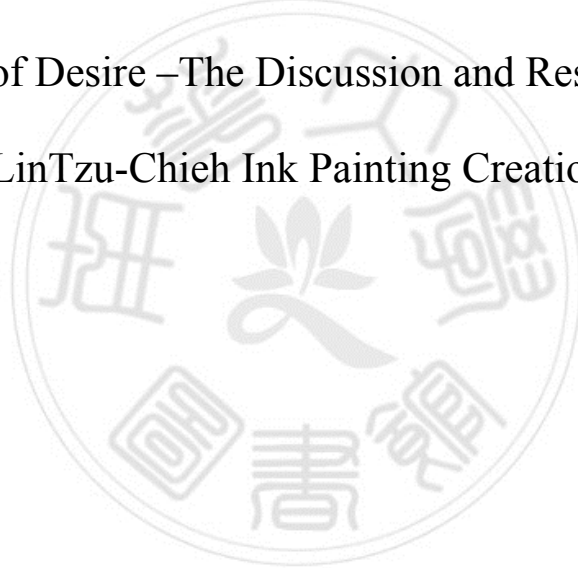 of Desire –The Discussion and Res
LinTzu-Chieh Ink Painting Creatio